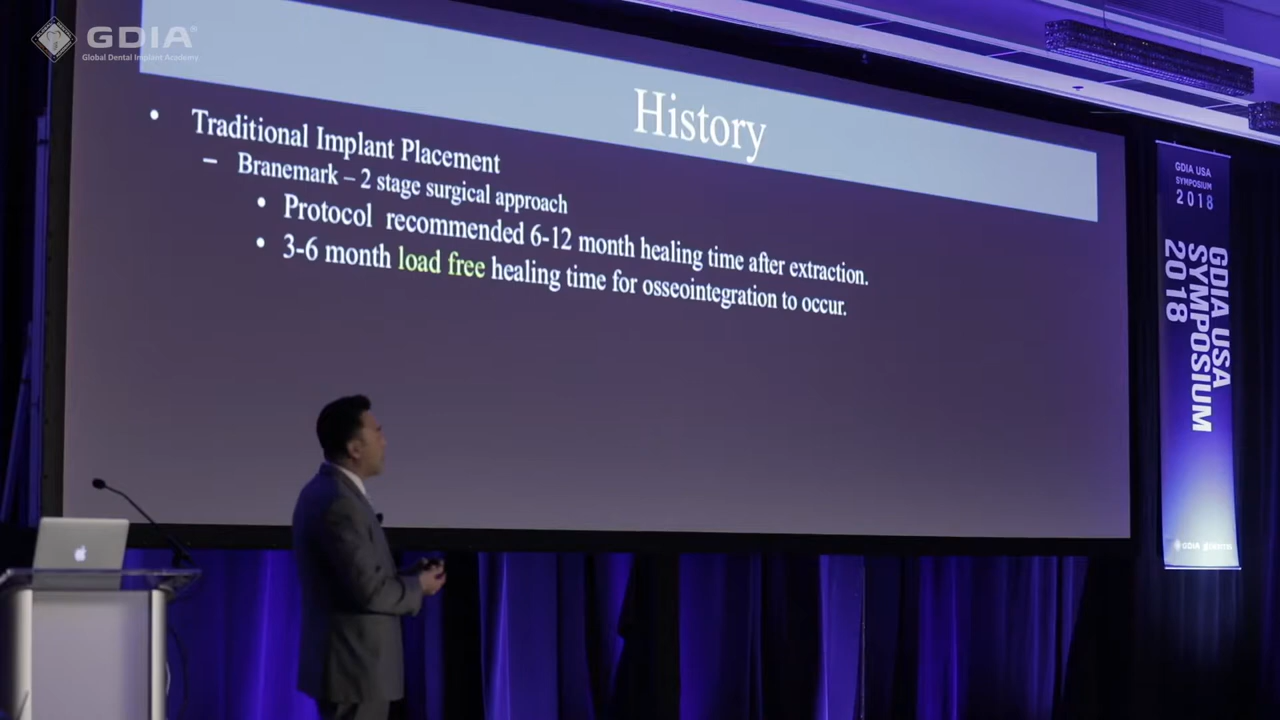 GDIA
Global Dental Implant Academy
History
• Traditional Implant Placement
– Branemark – 2 stage surgical approach
• Protocol recommended 6-12 month healing time after extraction.
• 3-6 month load free healing time for osseointegration to occur.
GDIA USA
SYMPOSIUM
2018
GDIA USA
SYMPOSIUM
2018
GDIA